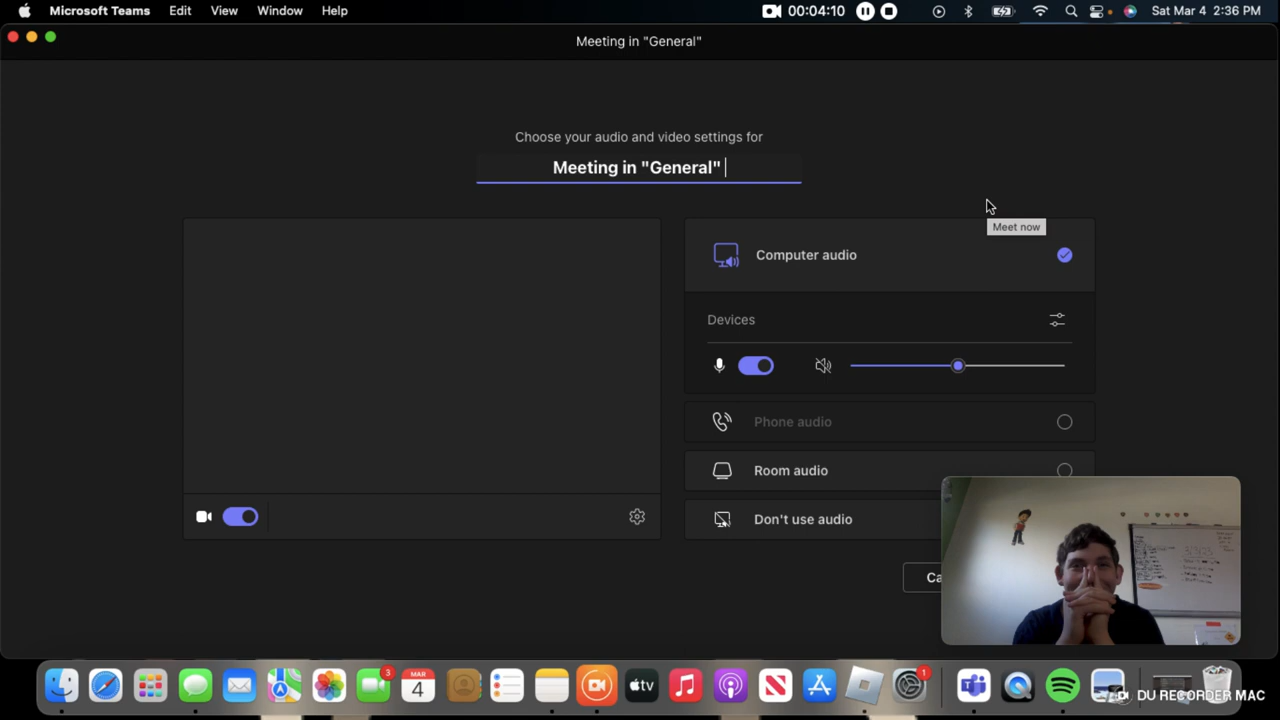 Microsoft Teams Edit View Window Help 00:04:10 Sat Mar 4 2:36 PM
Meeting in "General"
Choose your audio and video settings for
Meeting in "General"
Meet now
Computer audio
Devices
Phone audio
Room audio
Don't use audio
Ca
3
MAR
4
tv
1
DU RECORDER MAC